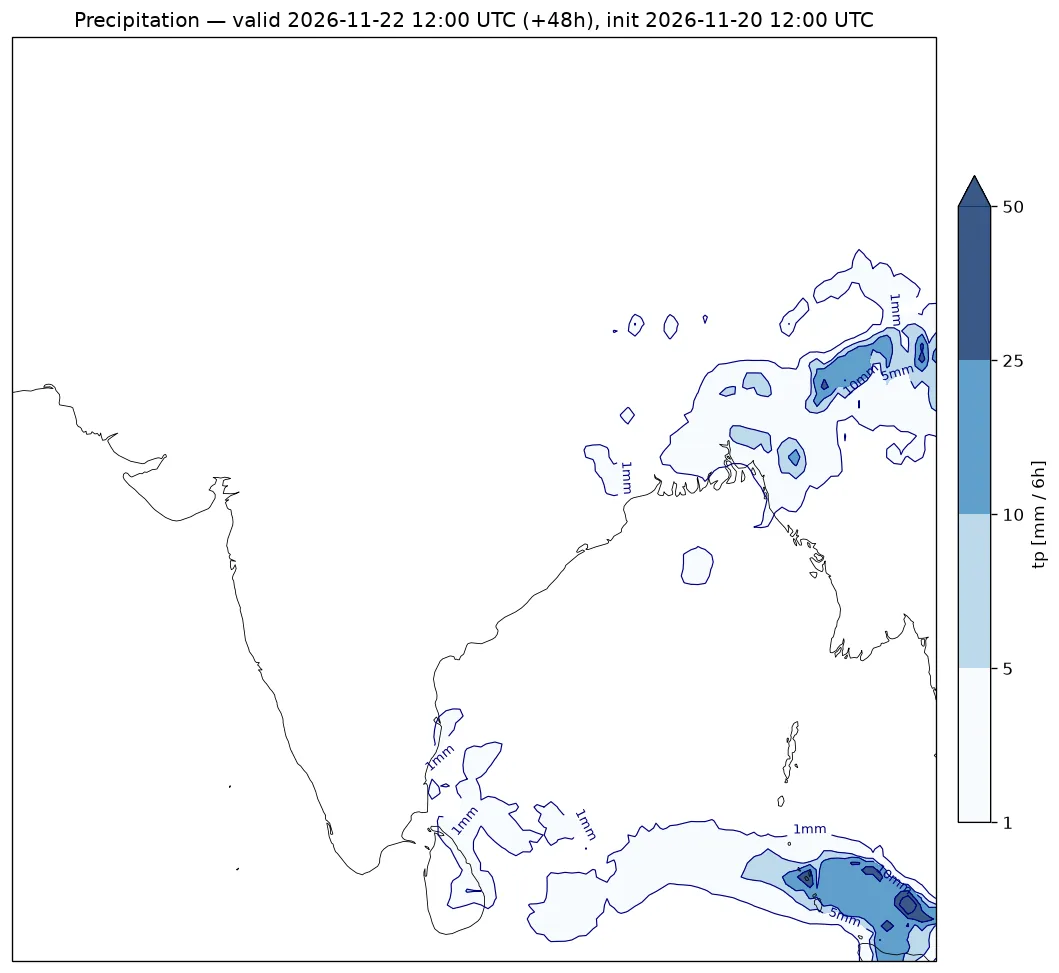 Precipitation — valid 2026-11-22 12:00 UTC (+48h), init 2026-11-20 12:00 UTC
50
1mm
25
10mm
5mm
1mm
tp [mm / 6h]
10
5
1mm
1mm
1mm
1mm
1
10mm
5mm